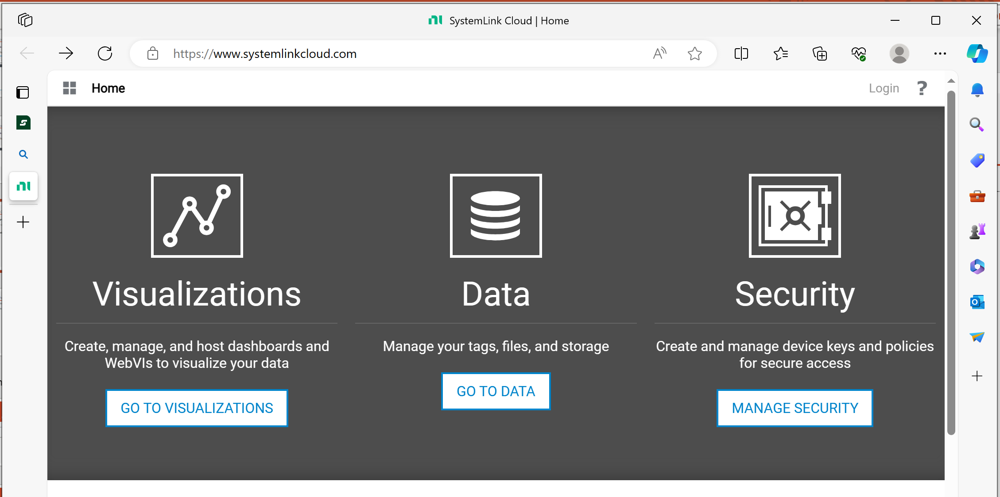 SystemLink Cloud | Home
https://www.systemlinkcloud.com
Home
Login
?
Visualizations
Create, manage, and host dashboards and
WebVIs to visualize your data
GO TO VISUALIZATIONS
Data
Manage your tags, files, and storage
GO TO DATA
Security
Create and manage device keys and policies
for secure access
MANAGE SECURITY